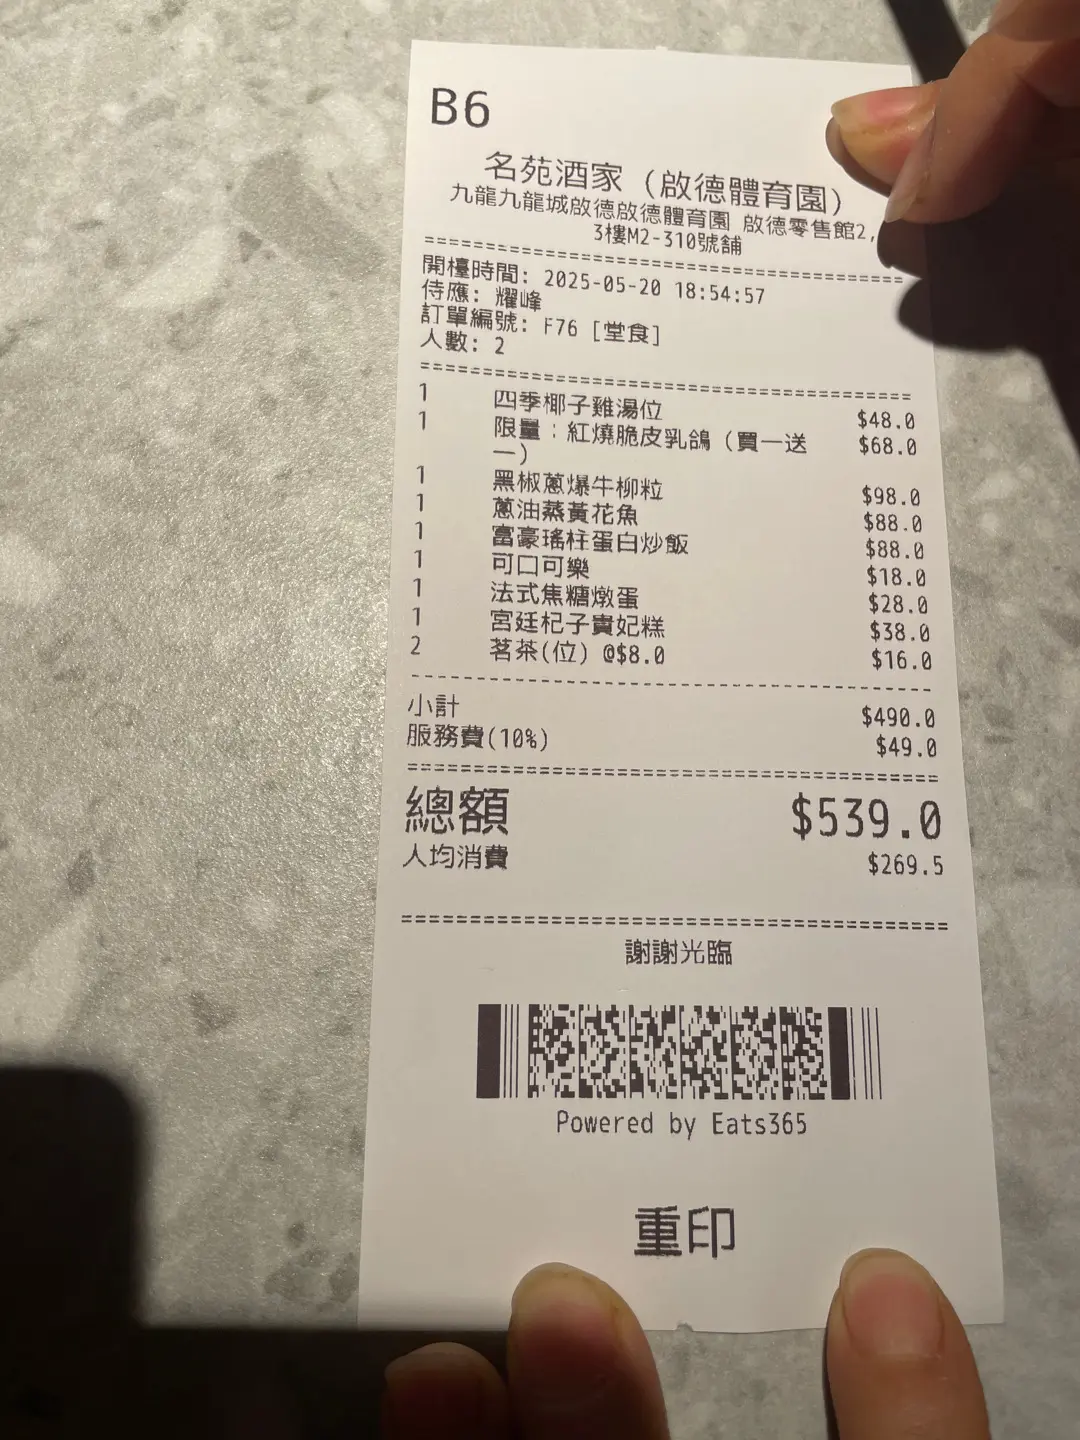 B6
名苑酒家 (啟德體育園)
九龍九龍城啟德啟德體育園 啟德零售館2,
3樓M2-310號舖
開檯時間: 2025-05-20 18:54:57
侍應: 耀峰
訂單編號: F76 [堂食]
人數: 2
1 四季椰子雞湯位 $48.0
1 限量:紅燒脆皮乳鴿 (買一送一) $68.0
1 黑椒蔥爆牛柳粒 $98.0
1 蔥油蒸黃花魚 $88.0
1 富豪瑤柱蛋白炒飯 $88.0
1 可口可樂 $18.0
1 法式焦糖燉蛋 $28.0
1 宮廷杞子貴妃糕 $38.0
2 茗茶(位) @$8.0 $16.0
小計 $490.0
服務費(10%) $49.0
總額 $539.0
人均消費 $269.5
謝謝光臨
Powered by Eats365
重印